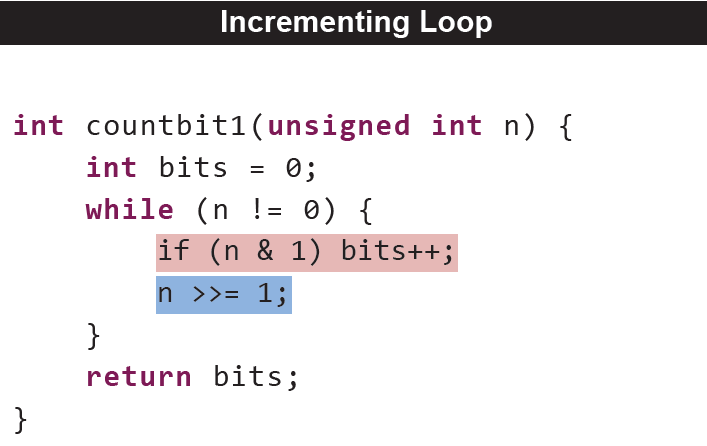 Incrementing Loop
int countbit1(unsigned int n) {
    int bits = 0;
    while (n != 0) {
        if (n & 1) bits++;
        n >>= 1;
    }
    return bits;
}